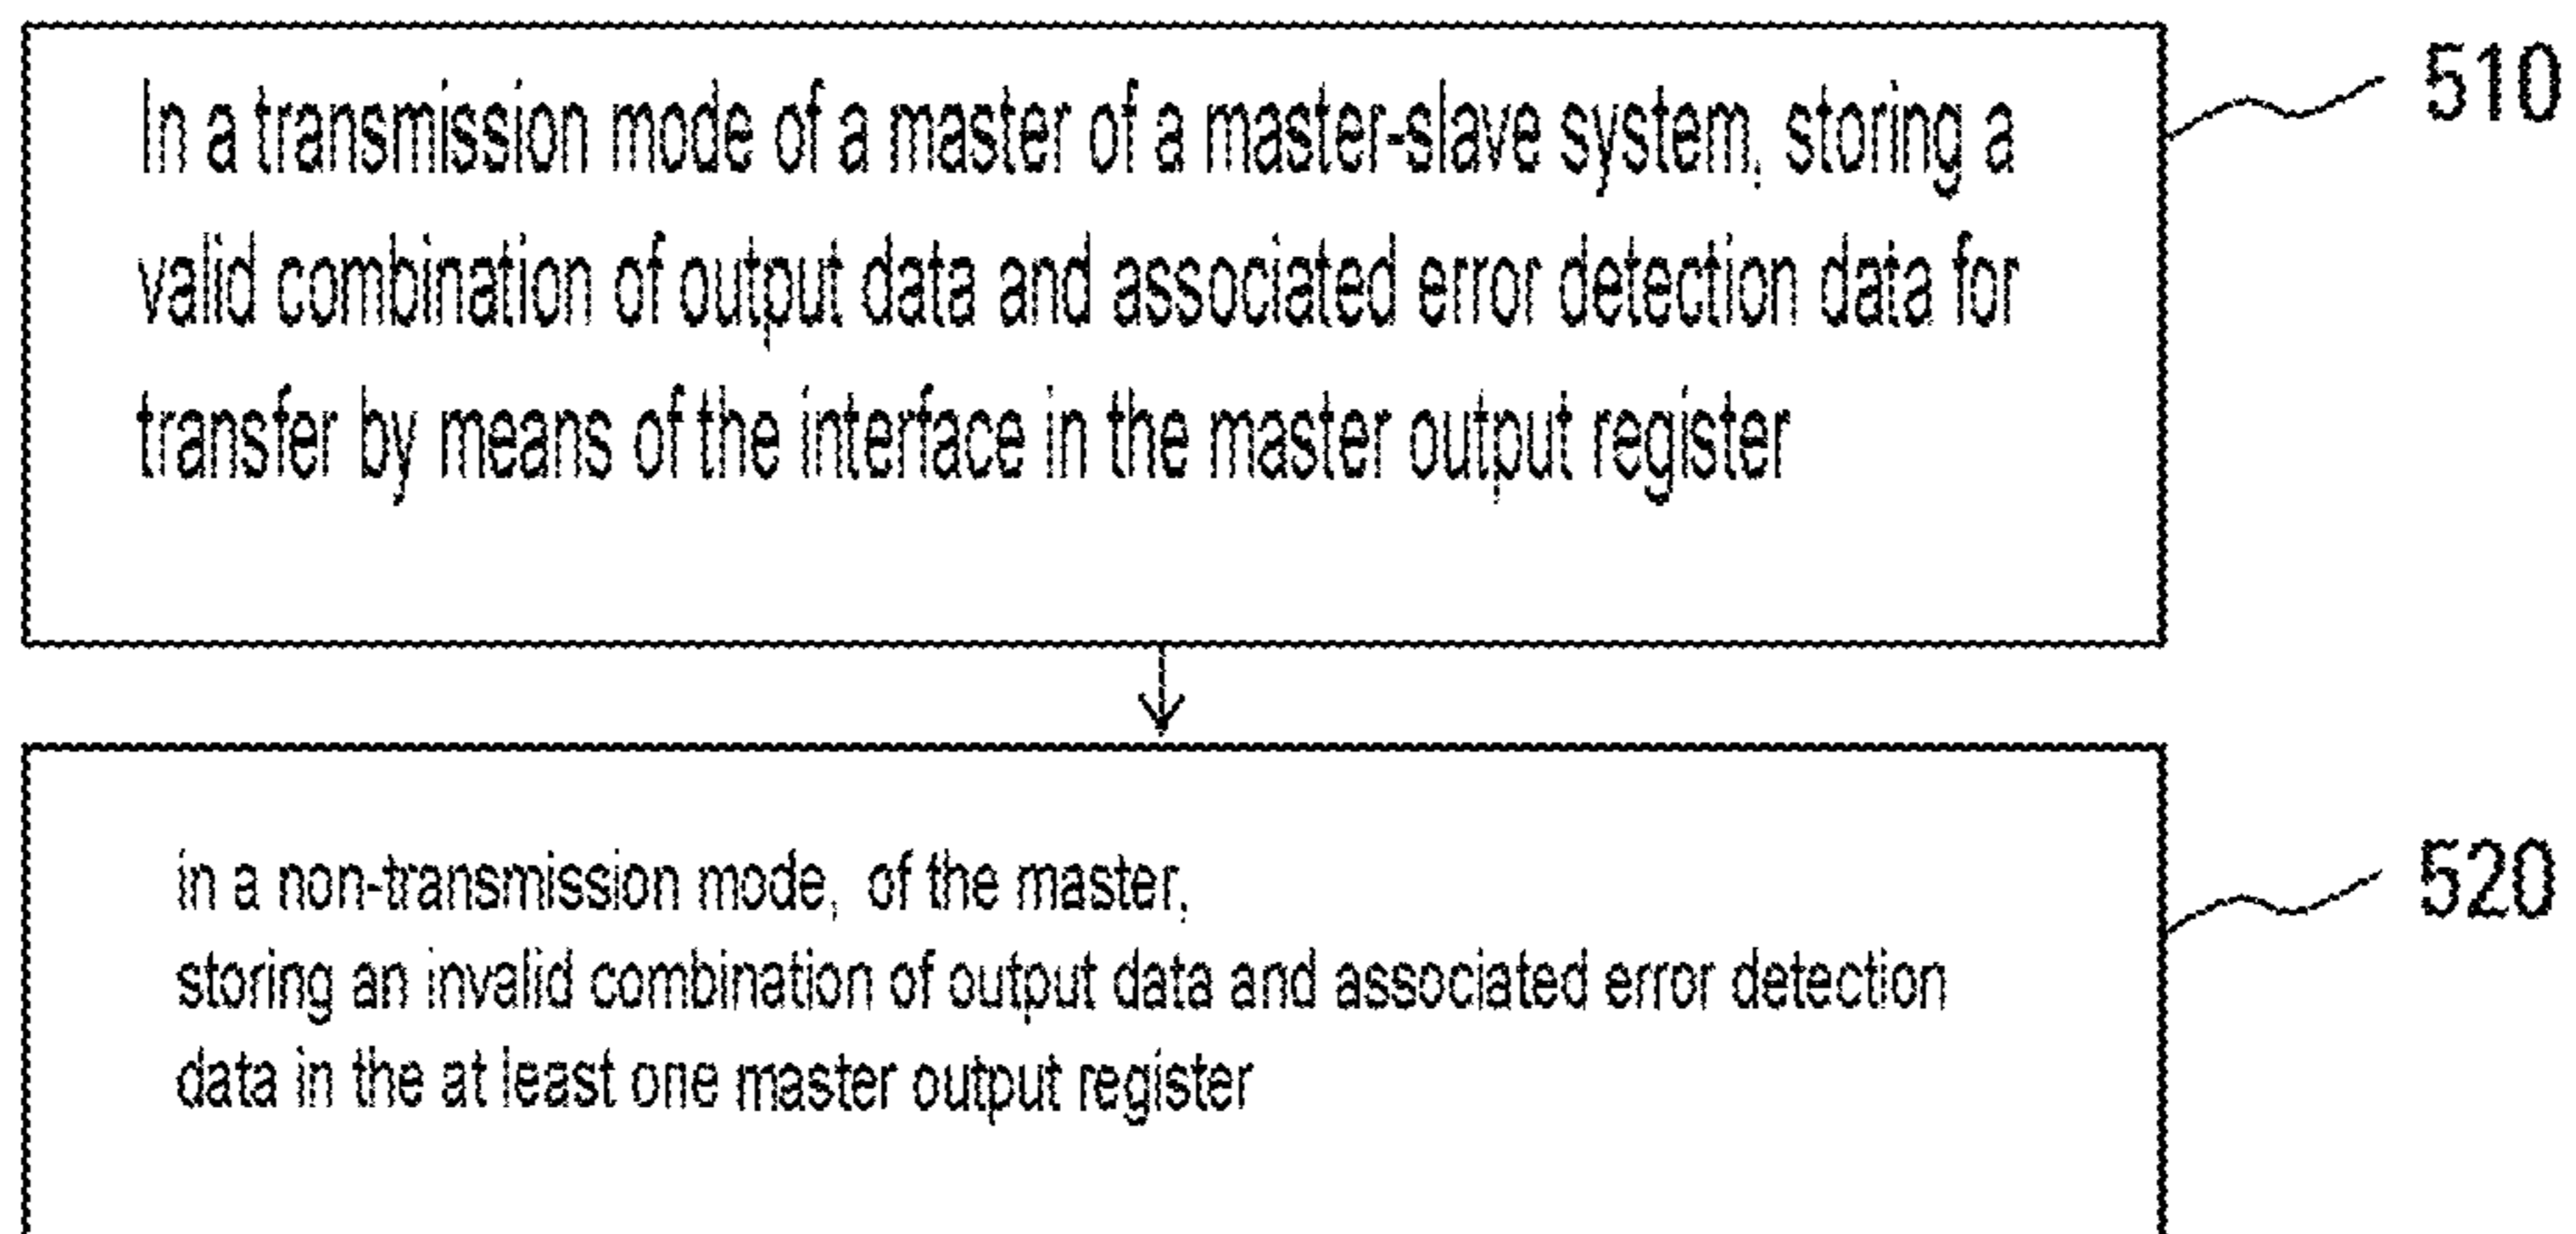 In a transmission mode of a master of a master-slave system, storing a
valid combination of output data and associated error detection data for
transfer by means of the interface in the master output register
510
in a non-transmission mode, of the master,
storing an invalid combination of output data and associated error detection
data in the at least one master output register
520